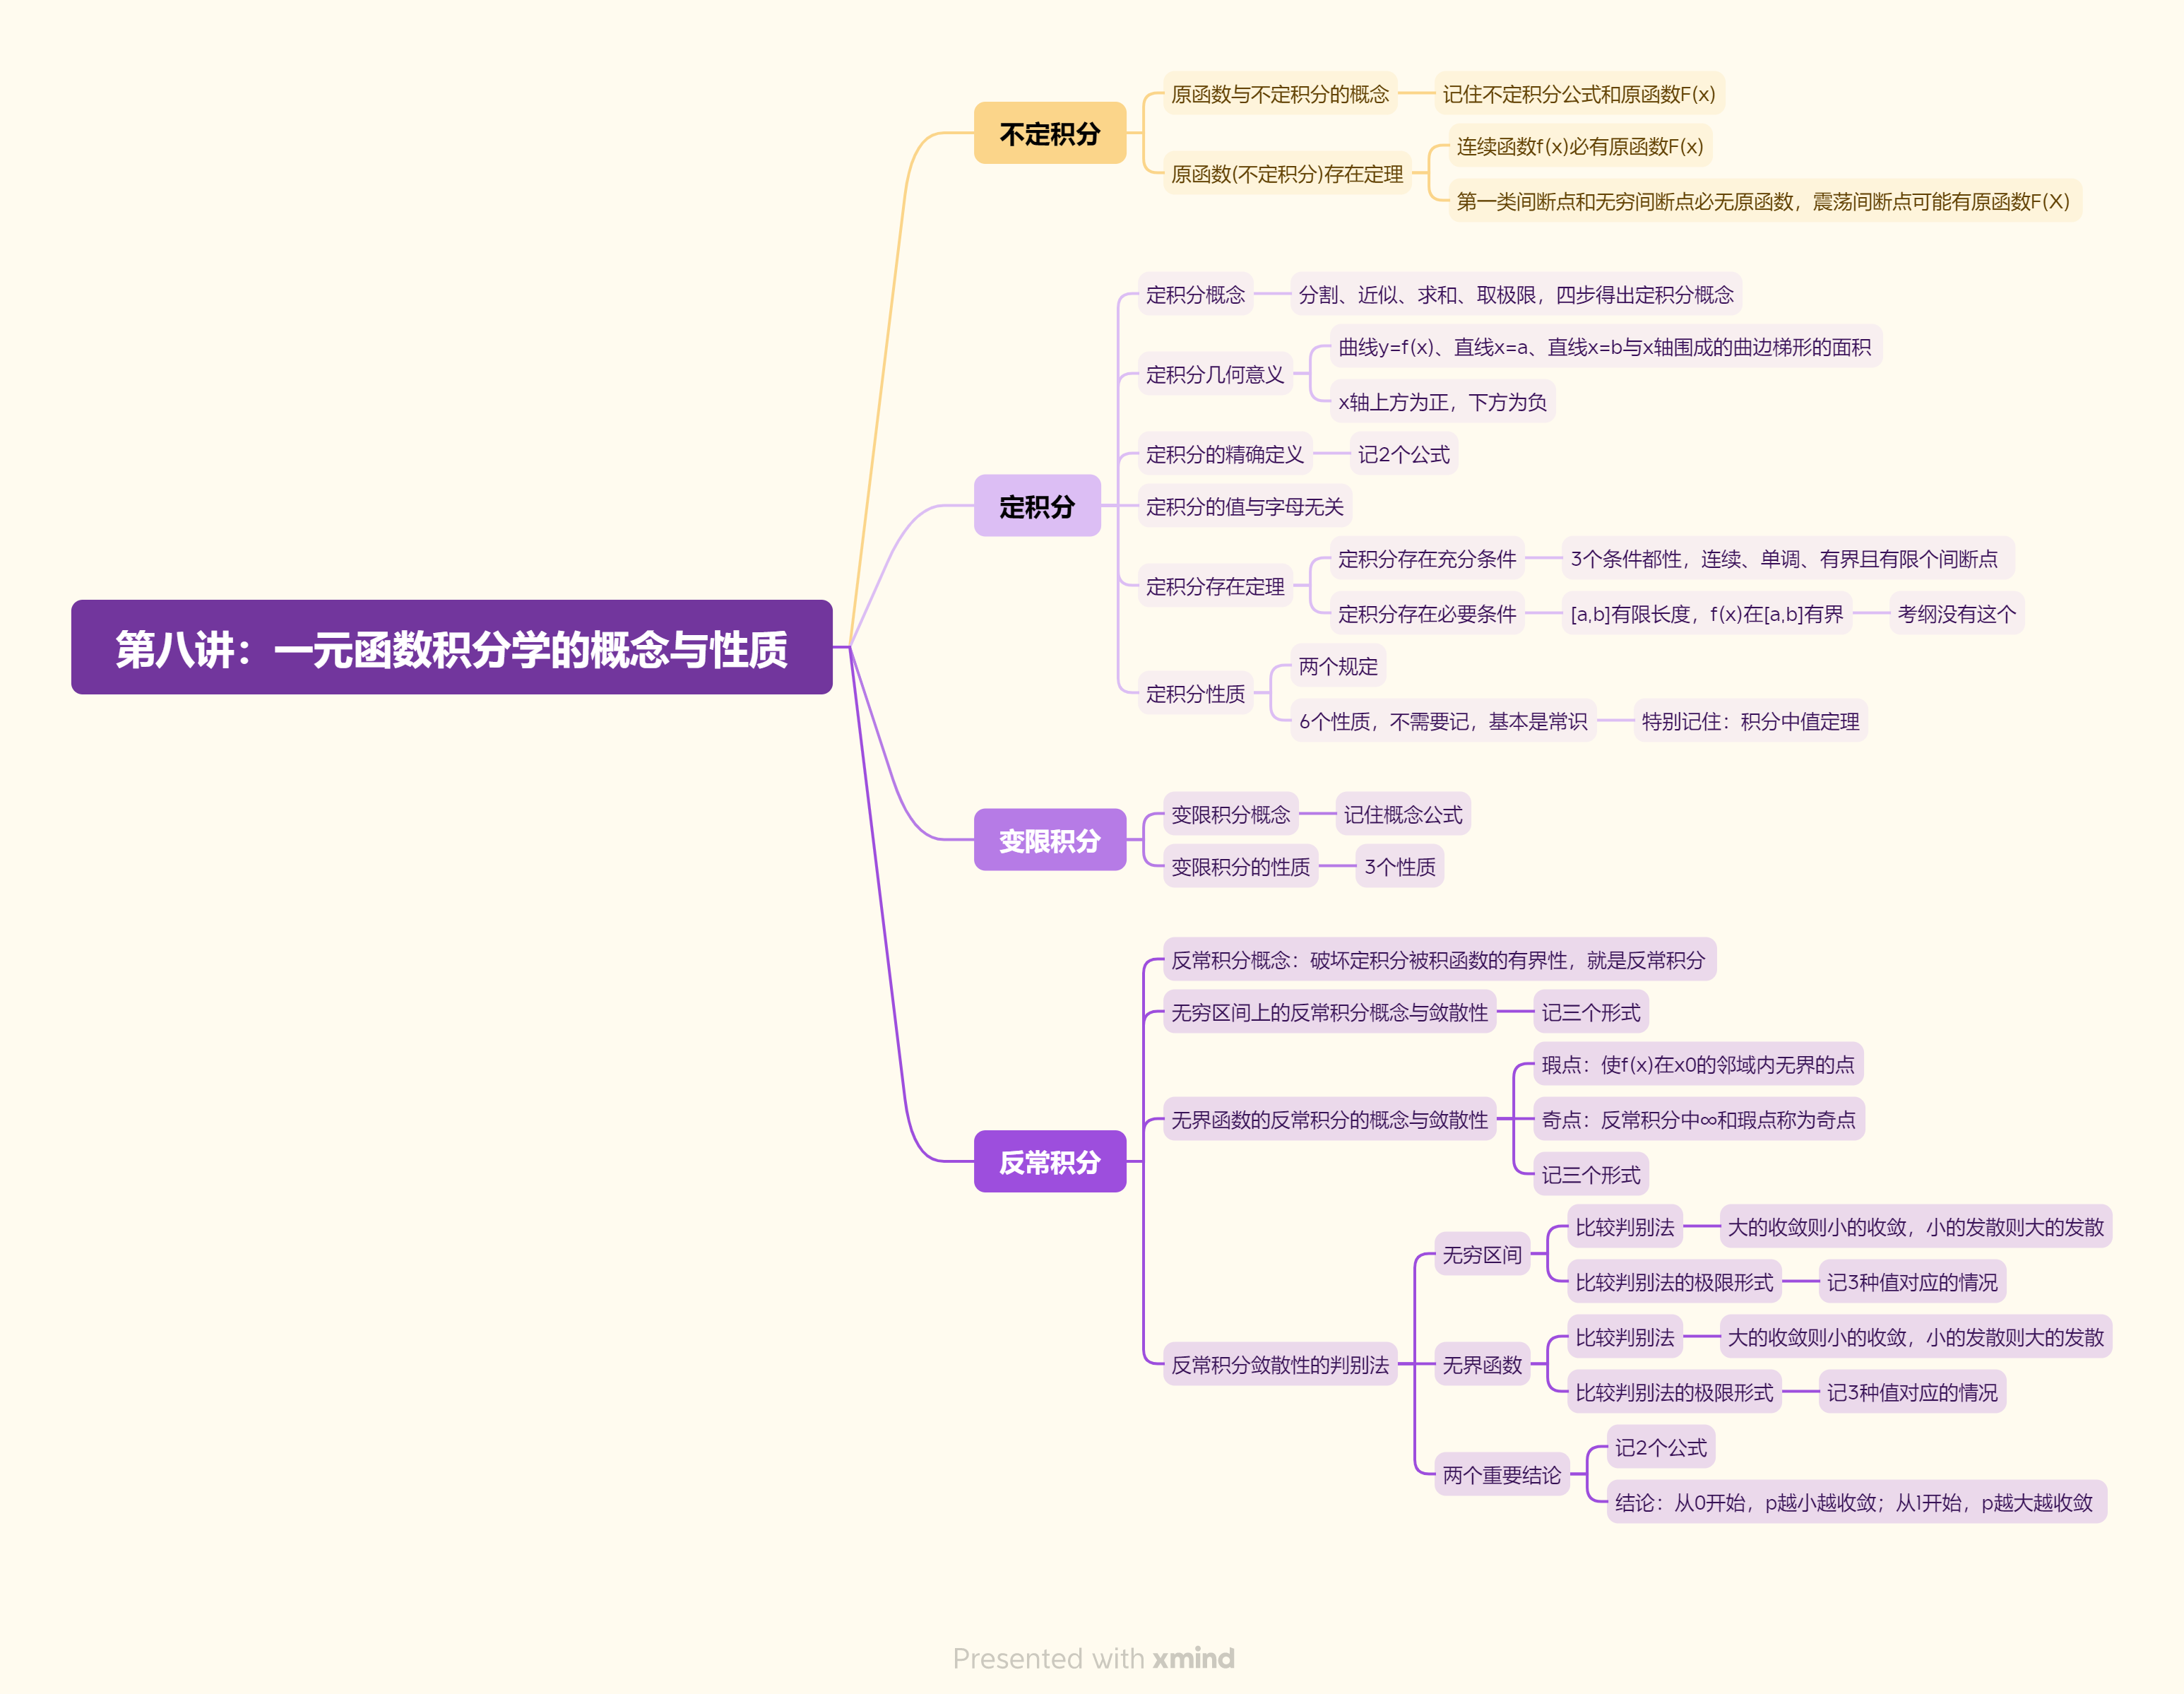 第八讲：一元函数积分学的概念与性质
不定积分
原函数与不定积分的概念
记住不定积分公式和原函数F(x)
原函数(不定积分)存在定理
连续函数f(x)必有原函数F(x)
第一类间断点和无穷间断点必无原函数，震荡间断点可能有原函数F(X)
定积分
定积分概念
分割、近似、求和、取极限，四步得出定积分概念
定积分几何意义
曲线y=f(x)、直线x=a、直线x=b与x轴围成的曲边梯形的面积
x轴上方为正，下方为负
定积分的精确定义
记2个公式
定积分的值与字母无关
定积分存在定理
定积分存在充分条件
3个条件都性，连续、单调、有界且有限个间断点
定积分存在必要条件
[a,b]有限长度，f(x)在[a,b]有界
考纲没有这个
定积分性质
两个规定
6个性质，不需要记，基本是常识
特别记住：积分中值定理
变限积分
变限积分概念
记住概念公式
变限积分的性质
3个性质
反常积分
反常积分概念：破坏定积分被积函数的有界性，就是反常积分
无穷区间上的反常积分概念与敛散性
记三个形式
无界函数的反常积分的概念与敛散性
瑕点：使f(x)在x0的邻域内无界的点
奇点：反常积分中∞和瑕点称为奇点
记三个形式
反常积分敛散性的判别法
无穷区间
比较判别法
大的收敛则小的收敛，小的发散则大的发散
比较判别法的极限形式
记3种值对应的情况
无界函数
比较判别法
大的收敛则小的收敛，小的发散则大的发散
比较判别法的极限形式
记3种值对应的情况
两个重要结论
记2个公式
结论：从0开始，p越小越收敛；从1开始，p越大越收敛
Presented with xmind